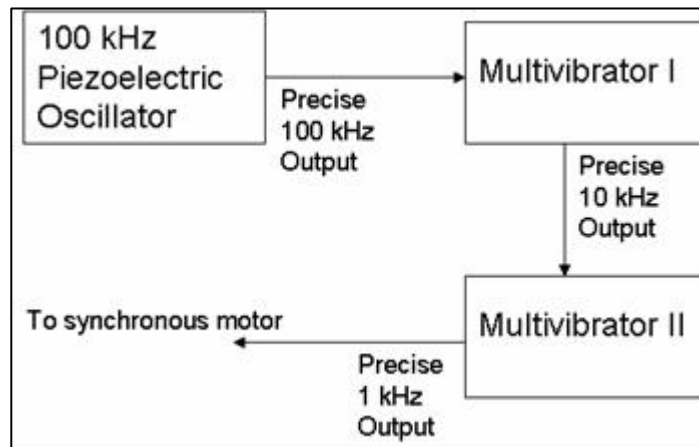 100 kHz
Piezoelectric
Oscillator
Precise
100 kHz
Output
Multivibrator I
Precise
10 kHz
Output
Multivibrator II
Precise
1 kHz
Output
To synchronous motor